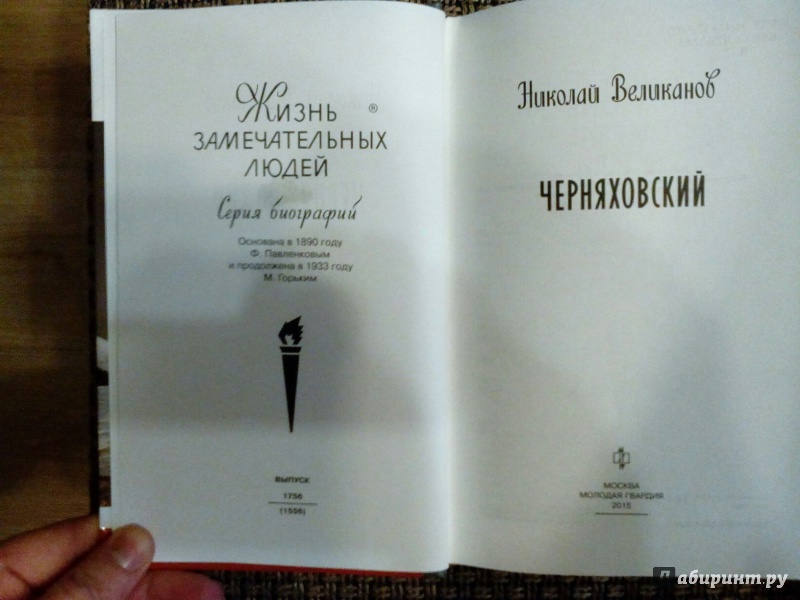 Жизнь ®
замечательных
людей
Серия биографий
Основана в 1890 году
Ф. Павленковым
и продолжена в 1933 году
М. Горьким
ВЫПУСК
1756
(1556)
Николай Великанов
ЧЕРНЯХОВСКИЙ
МОСКВА
МОЛОДАЯ ГВАРДИЯ
2015
Лабиринт.ру